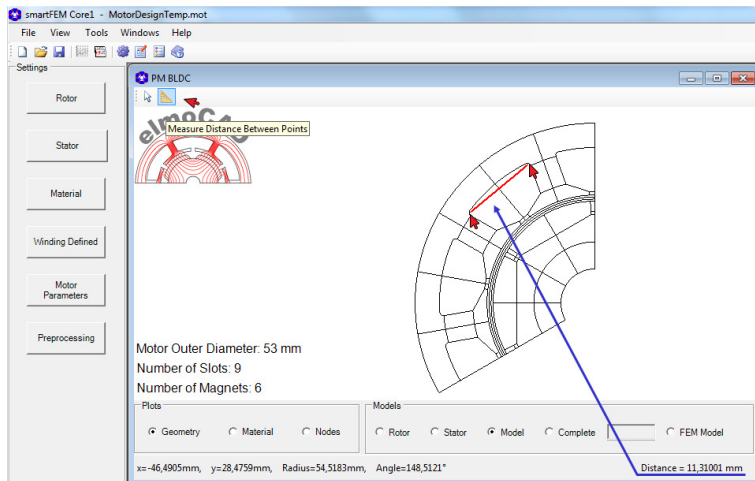 smartFEM Core1 - MotorDesignTemp.mot
File View Tools Windows Help
Settings
Rotor
Stator
Material
Winding Defined
Motor
Parameters
Preprocessing
PM BLDC
elmoCAD
Measure Distance Between Points
Motor Outer Diameter: 53 mm
Number of Slots: 9
Number of Magnets: 6
Plots
Geometry Material Nodes
Models
Rotor Stator Model Complete FEM Model
x=-46,4905mm, y=28,4759mm, Radius=54,5183mm, Angle=148,5121° Distance = 11,31001 mm